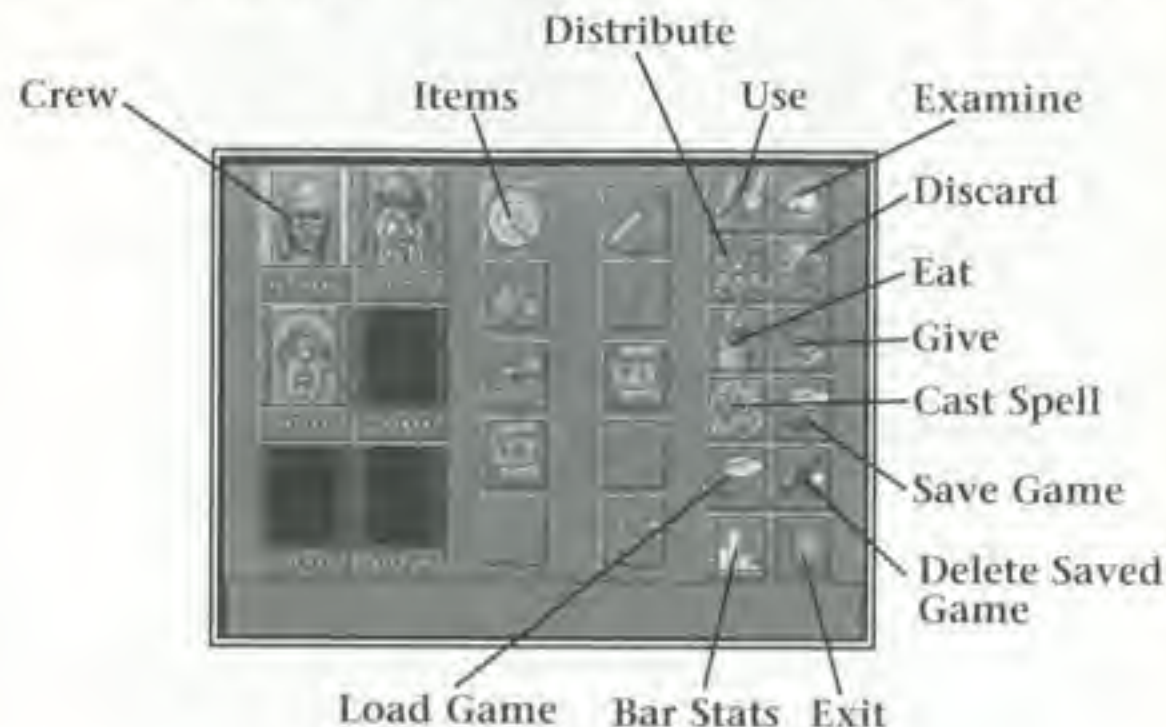 Distribute
Crew
Items
Use
Examine
Discard
Eat
Give
Cast Spell
Save Game
Delete Saved
Game
Load Game
Bar Stats
Exit